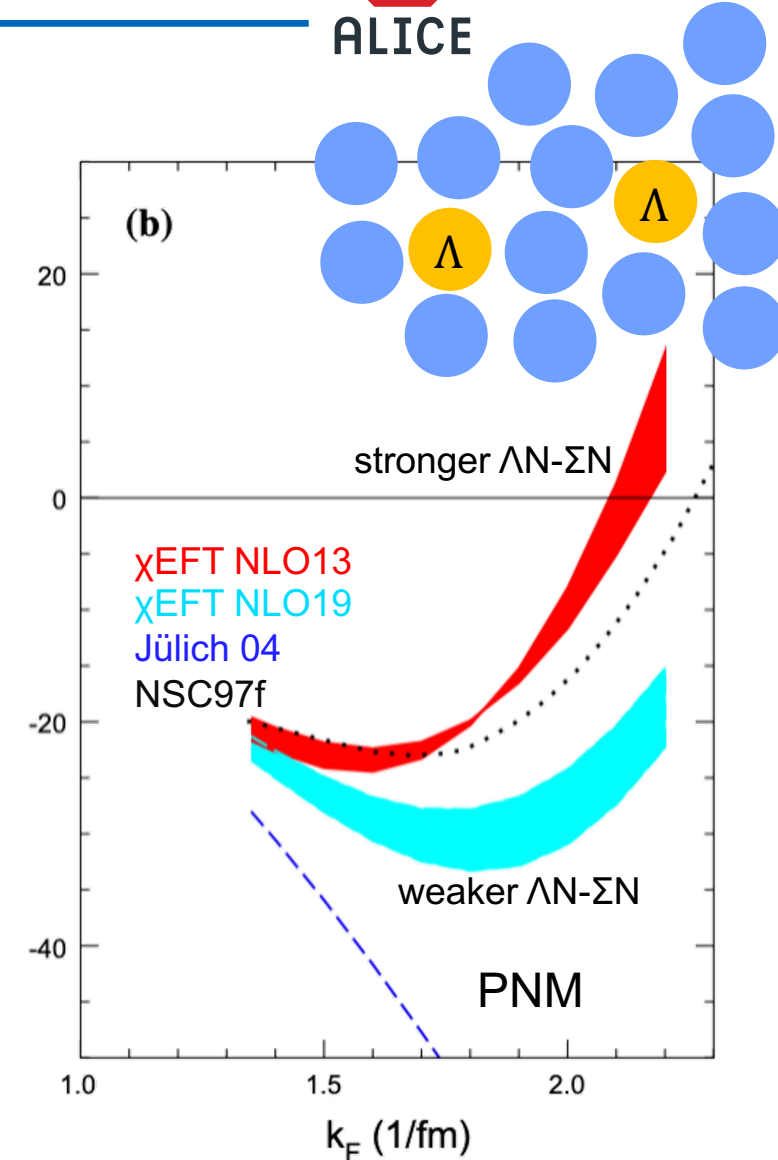 ALICE
(b)
Λ
Λ
20
0
-20
-40
stronger ΛN-ΣN
χEFT NLO13
χEFT NLO19
Jülich 04
NSC97f
weaker ΛN-ΣN
PNM
1.0 1.5 2.0
k_F (1/fm)